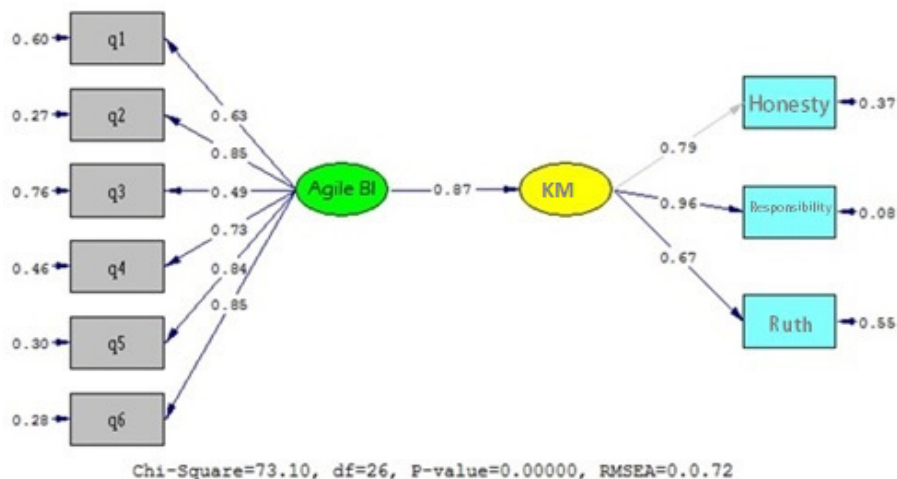 0.60
q1
0.27
q2
0.76
q3
0.46
q4
0.30
q5
0.28
q6
0.63
0.85
0.49
0.73
0.84
0.85
Agile BI
0.87
KM
0.79
0.96
0.67
Honesty
0.37
Responsibility
0.08
Ruth
0.55
Chi-Square=73.10, df=26, P-value=0.00000, RMSEA=0.0.72